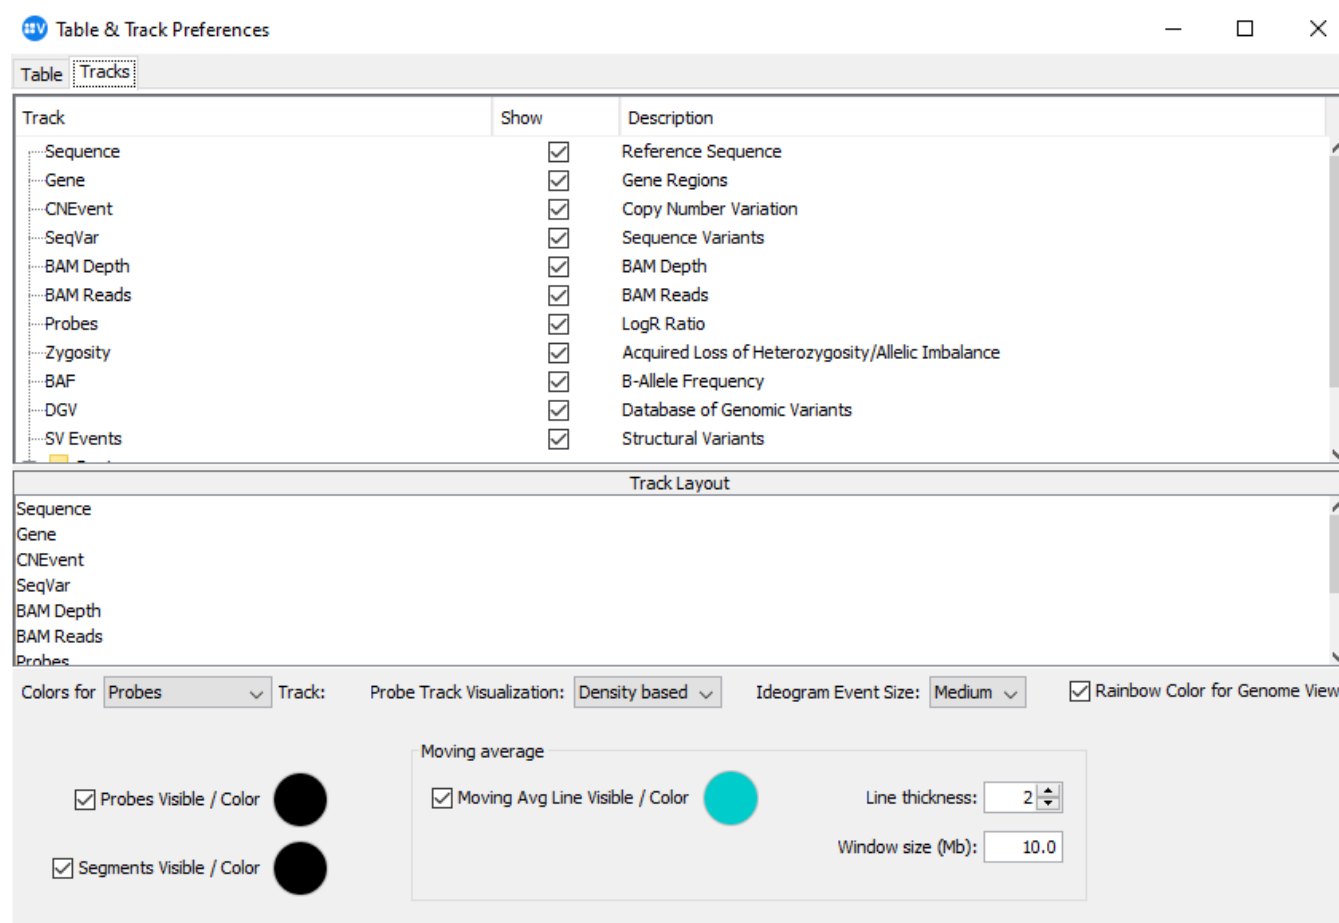 Table & Track Preferences
Table Tracks
Track Show Description
Sequence Reference Sequence
Gene Gene Regions
CNEvent Copy Number Variation
SeqVar Sequence Variants
BAM Depth BAM Depth
BAM Reads BAM Reads
Probes LogR Ratio
Zygosity Acquired Loss of Heterozygosity/Allelic Imbalance
BAF B-Allele Frequency
DGV Database of Genomic Variants
SV Events Structural Variants
Track Layout
Sequence
Gene
CNEvent
SeqVar
BAM Depth
BAM Reads
Probes
Colors for Probes Track: Probe Track Visualization: Density based Ideogram Event Size: Medium Rainbow Color for Genome View
Moving average
Probes Visible / Color Moving Avg Line Visible / Color Line thickness: 2
Window size (Mb): 10.0
Segments Visible / Color